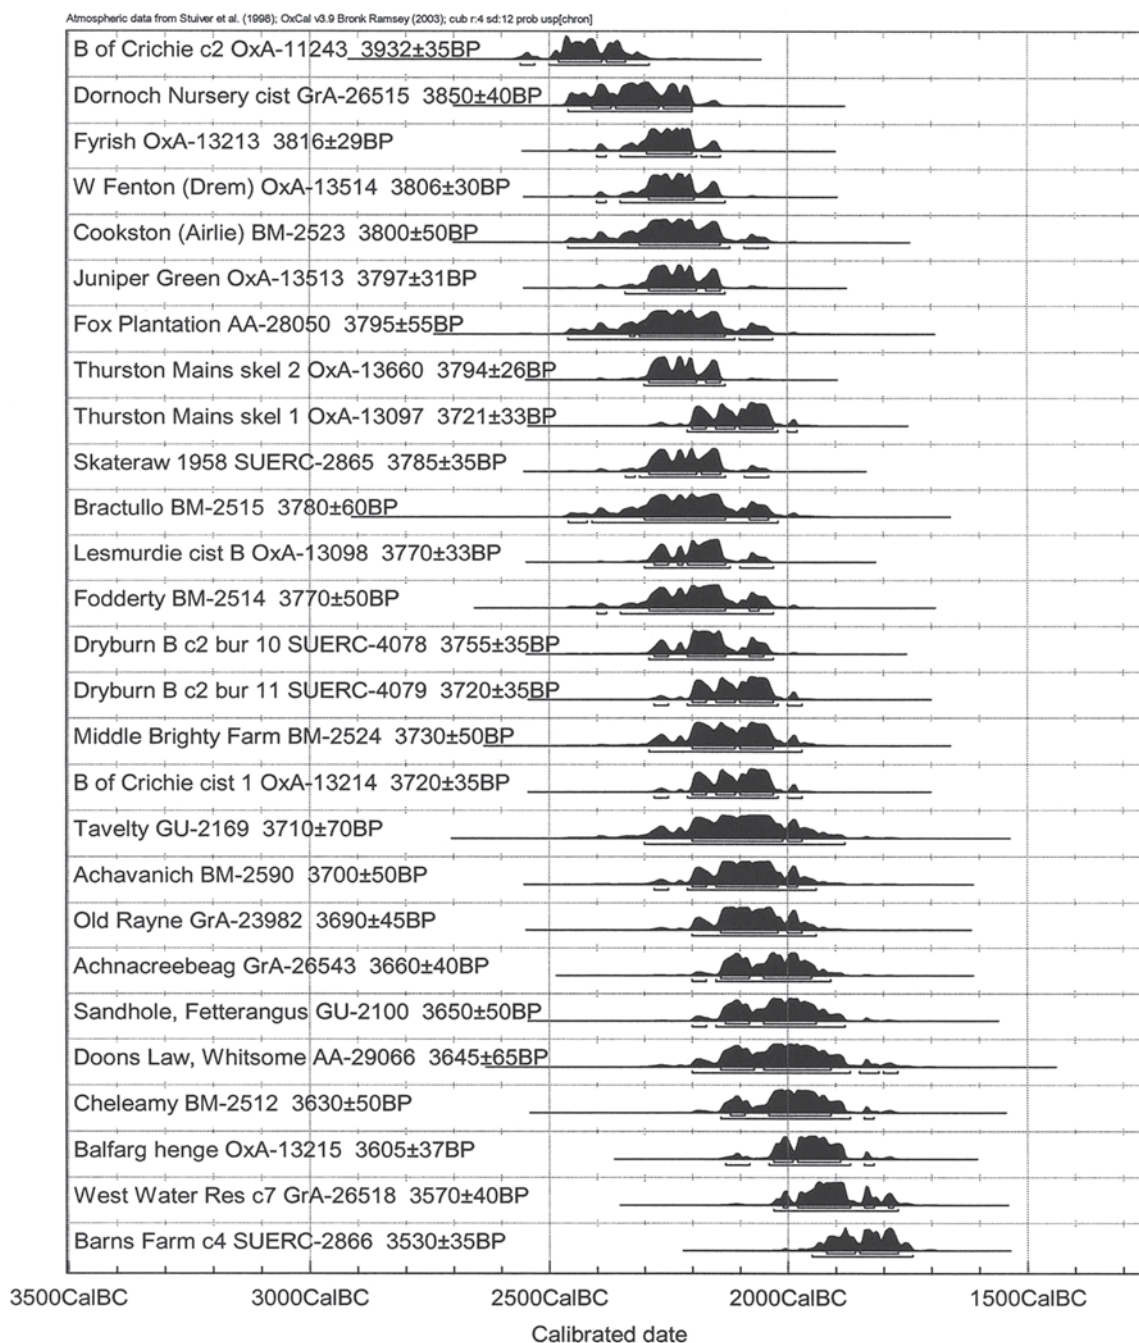 Atmospheric data from Stuiver et al. (1998); OxCal v3.9 Bronk Ramsey (2003); cub r:4 sd:12 prob usp[chron]
B of Crichie c2 OxA-11243 3932±35BP
Dornoch Nursery cist GrA-26515 3850±40BP
Fyrish OxA-13213 3816±29BP
W Fenton (Drem) OxA-13514 3806±30BP
Cookston (Airlie) BM-2523 3800±50BP
Juniper Green OxA-13513 3797±31BP
Fox Plantation AA-28050 3795±55BP
Thurston Mains skel 2 OxA-13660 3794±26BP
Thurston Mains skel 1 OxA-13097 3721±33BP
Skateraw 1958 SUERC-2865 3785±35BP
Bractullo BM-2515 3780±60BP
Lesmurdie cist B OxA-13098 3770±33BP
Fodderty BM-2514 3770±50BP
Dryburn B c2 bur 10 SUERC-4078 3755±35BP
Dryburn B c2 bur 11 SUERC-4079 3720±35BP
Middle Brighty Farm BM-2524 3730±50BP
B of Crichie cist 1 OxA-13214 3720±35BP
Tavelty GU-2169 3710±70BP
Achavanich BM-2590 3700±50BP
Old Rayne GrA-23982 3690±45BP
Achnacreebeag GrA-26543 3660±40BP
Sandhole, Fetterangus GU-2100 3650±50BP
Doons Law, Whitsome AA-29066 3645±65BP
Cheleamy BM-2512 3630±50BP
Balfarg henge OxA-13215 3605±37BP
West Water Res c7 GrA-26518 3570±40BP
Barns Farm c4 SUERC-2866 3530±35BP
3500CalBC 3000CalBC 2500CalBC 2000CalBC 1500CalBC
Calibrated date